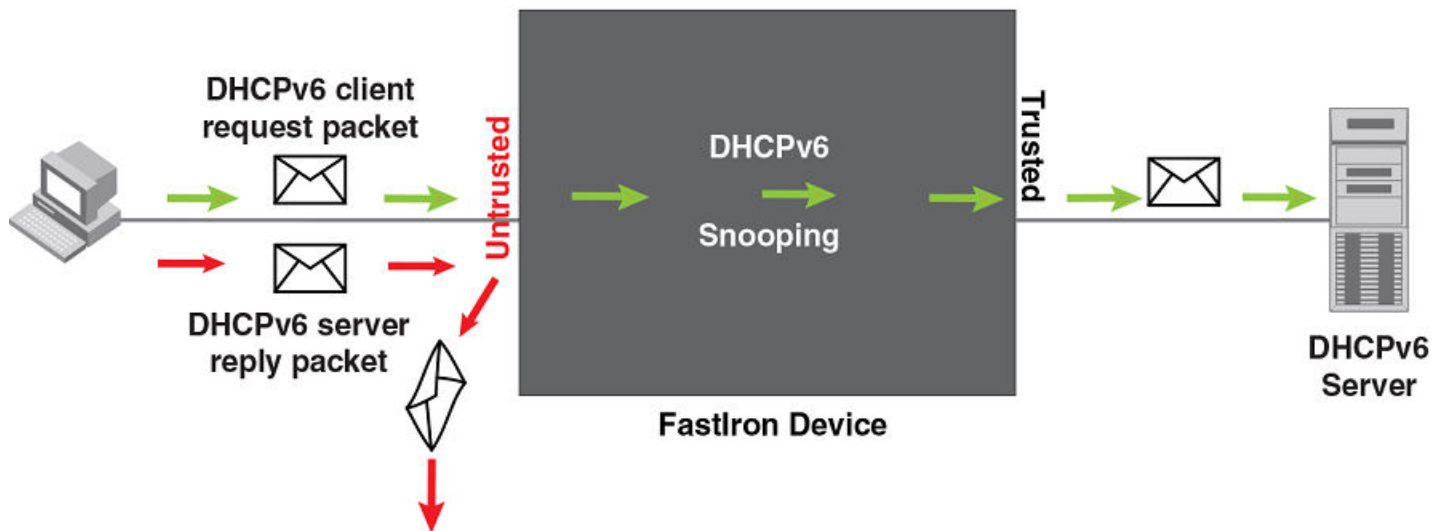 DHCPv6 client
request packet
Untrusted
DHCPv6
Snooping
Trusted
DHCPv6 server
reply packet
DHCPv6
Server
FastIron Device